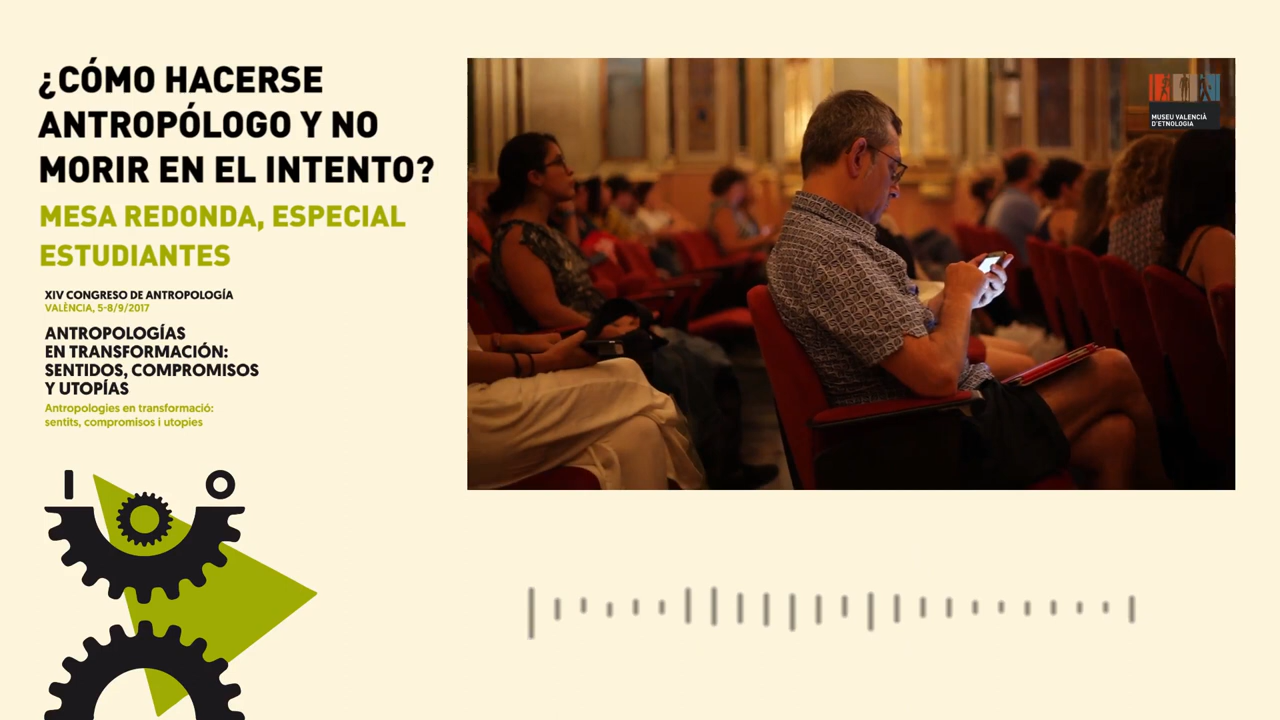 ¿CÓMO HACERSE
ANTROPÓLOGO Y NO
MORIR EN EL INTENTO?
MESA REDONDA, ESPECIAL
ESTUDIANTES
XIV CONGRESO DE ANTROPOLOGÍA
VALÈNCIA, 5-8/9/2017
ANTROPOLOGÍAS
EN TRANSFORMACIÓN:
SENTIDOS, COMPROMISOS
Y UTOPÍAS
Antropologies en transformació:
sentits, compromisos i utopies
I O
MUSEU VALENCIÀ
D'ETNOLOGIA